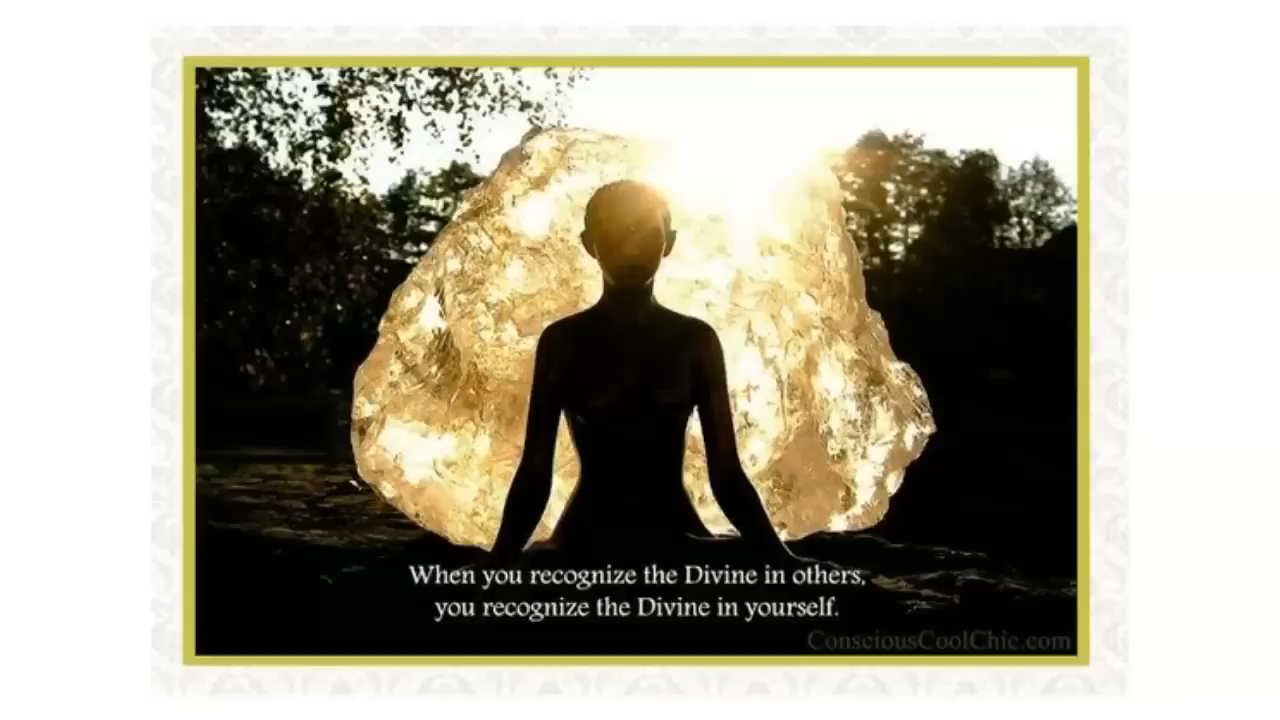 When you recognize the Divine in others,
you recognize the Divine in yourself.
ConsciousCoolChic.com